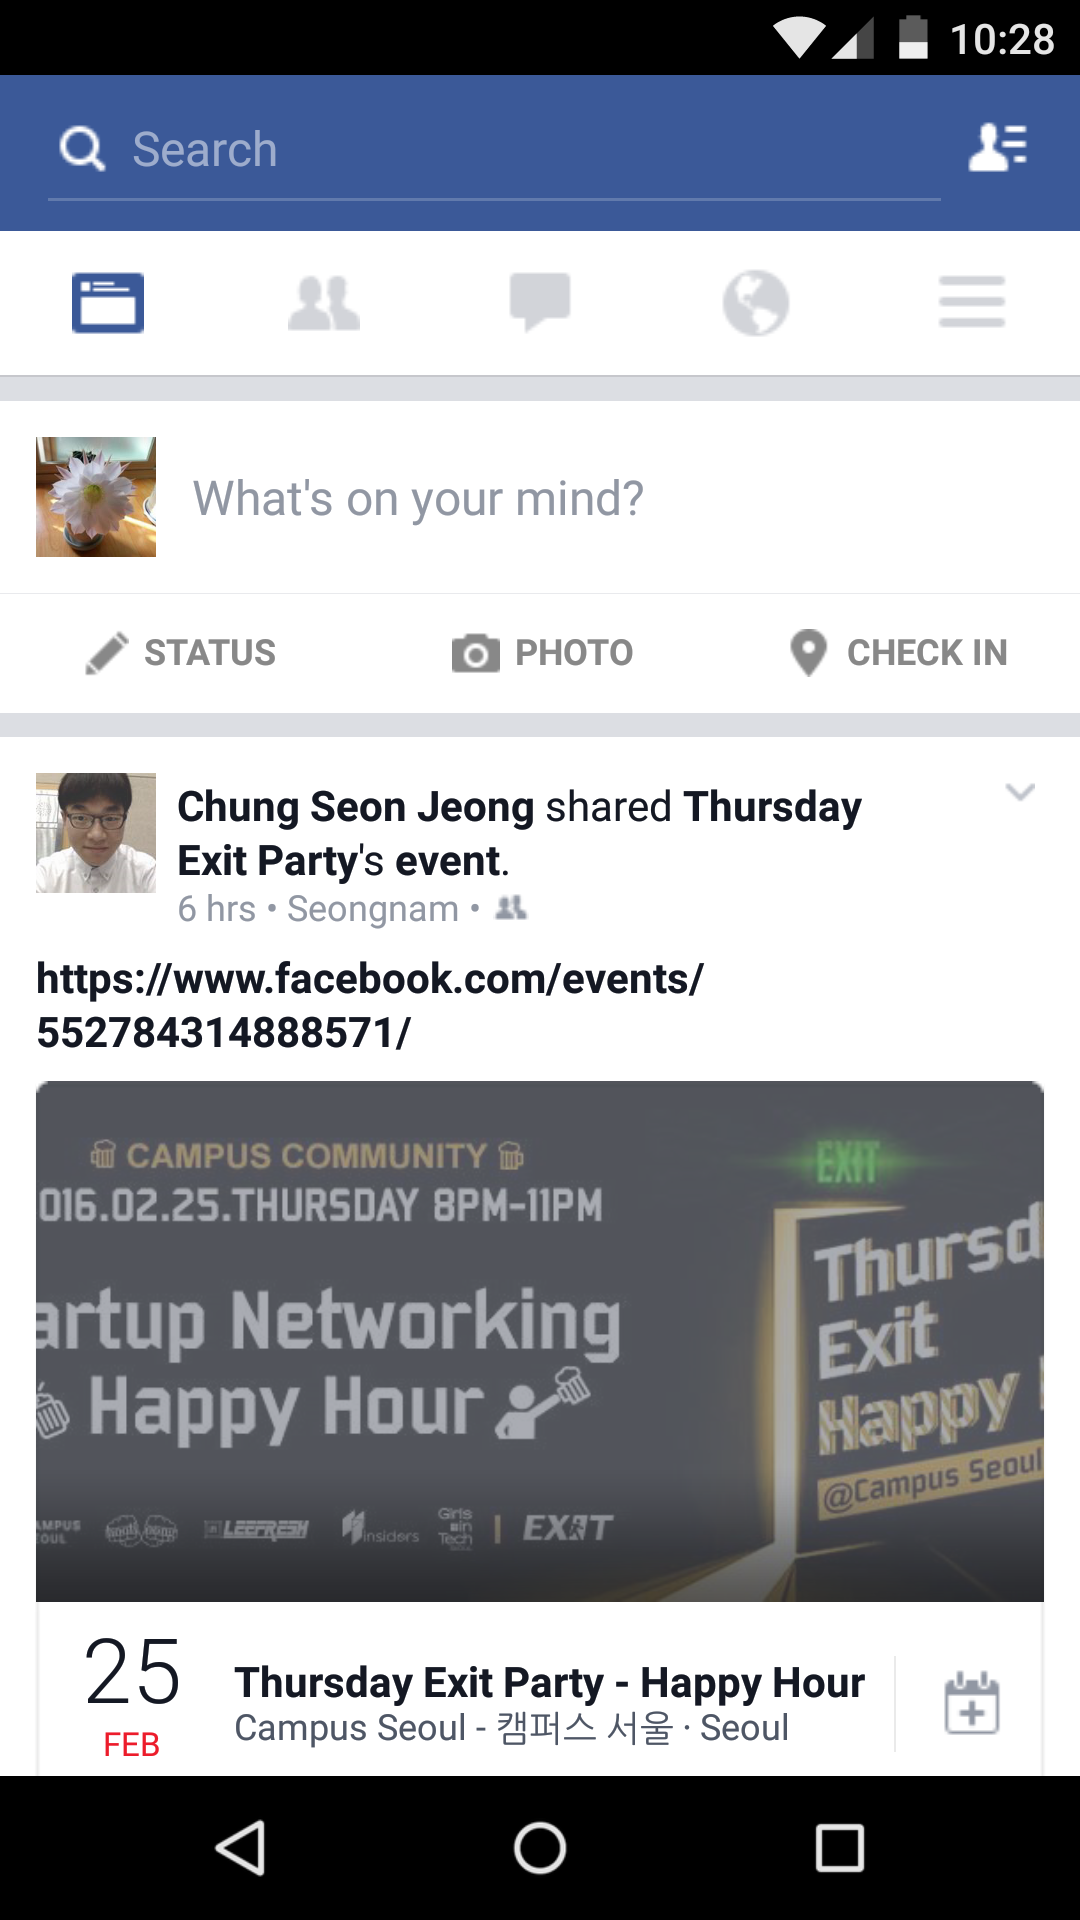 10:28
Search
What's on your mind?
STATUS
PHOTO
CHECK IN
Chung Seon Jeong shared Thursday
Exit Party's event.
6 hrs • Seongnam •
https://www.facebook.com/events/
552784314888571/
CAMPUS COMMUNITY
016.02.25.THURSDAY 8PM-11PM
artup Networking
Happy Hour
EXIT
Thursd
Exit
Happy
@Campus Seoul
AMPUS
OUL
LEEFRESH
insiders
Girls
in
Tech
EXIT
25
FEB
Thursday Exit Party - Happy Hour
Campus Seoul - 캠퍼스 서울 · Seoul